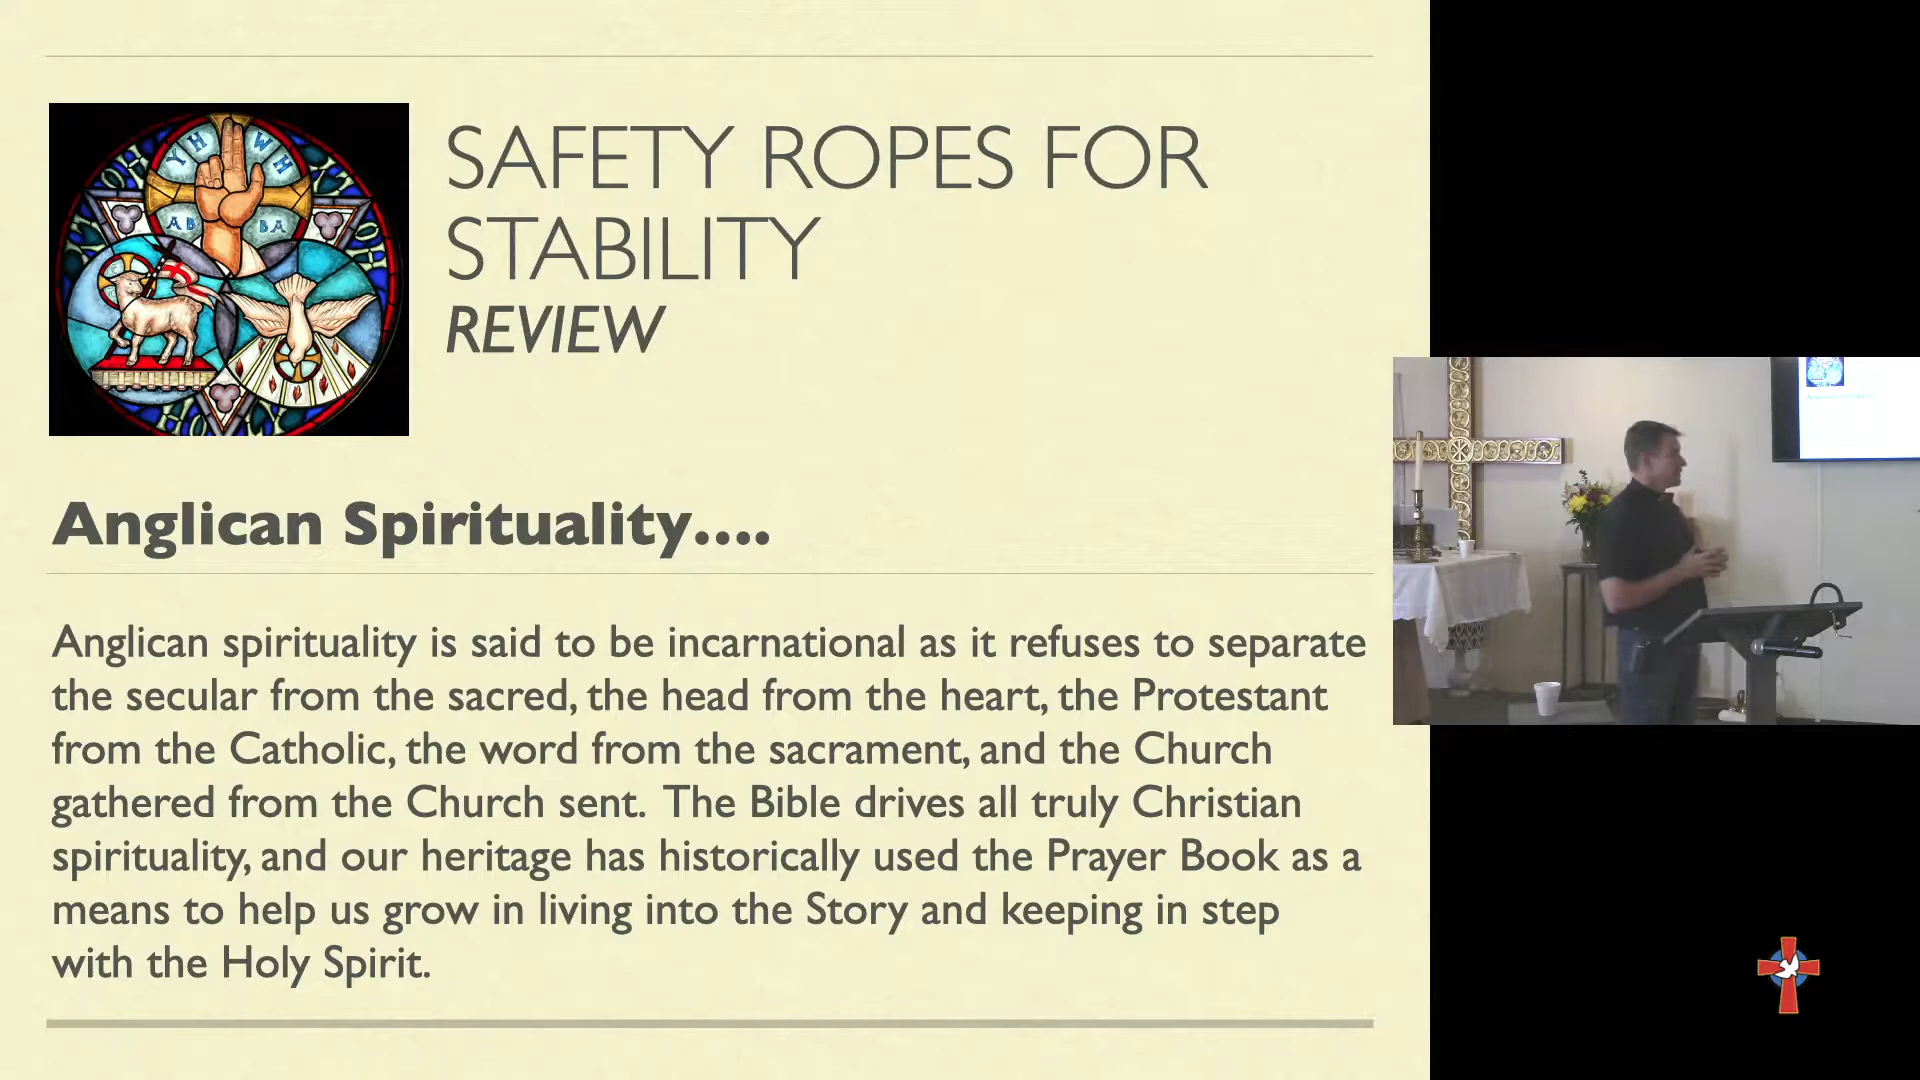 YH WH
AB BA
SAFETY ROPES FOR
STABILITY
REVIEW
Anglican Spirituality....
Anglican spirituality is said to be incarnational as it refuses to separate
the secular from the sacred, the head from the heart, the Protestant
from the Catholic, the word from the sacrament, and the Church
gathered from the Church sent. The Bible drives all truly Christian
spirituality, and our heritage has historically used the Prayer Book as a
means to help us grow in living into the Story and keeping in step
with the Holy Spirit.